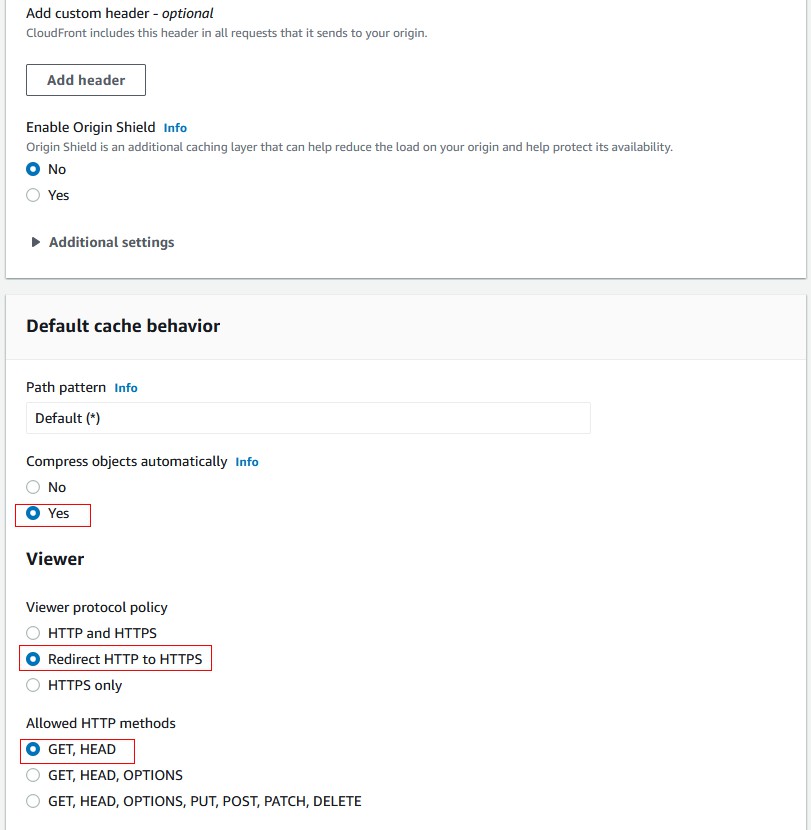 Add custom header - optional
CloudFront includes this header in all requests that it sends to your origin.
Add header
Enable Origin Shield Info
Origin Shield is an additional caching layer that can help reduce the load on your origin and help protect its availability.
No
Yes
Additional settings
Default cache behavior
Path pattern Info
Default (*)
Compress objects automatically Info
No
Yes
Viewer
Viewer protocol policy
HTTP and HTTPS
Redirect HTTP to HTTPS
HTTPS only
Allowed HTTP methods
GET, HEAD
GET, HEAD, OPTIONS
GET, HEAD, OPTIONS, PUT, POST, PATCH, DELETE